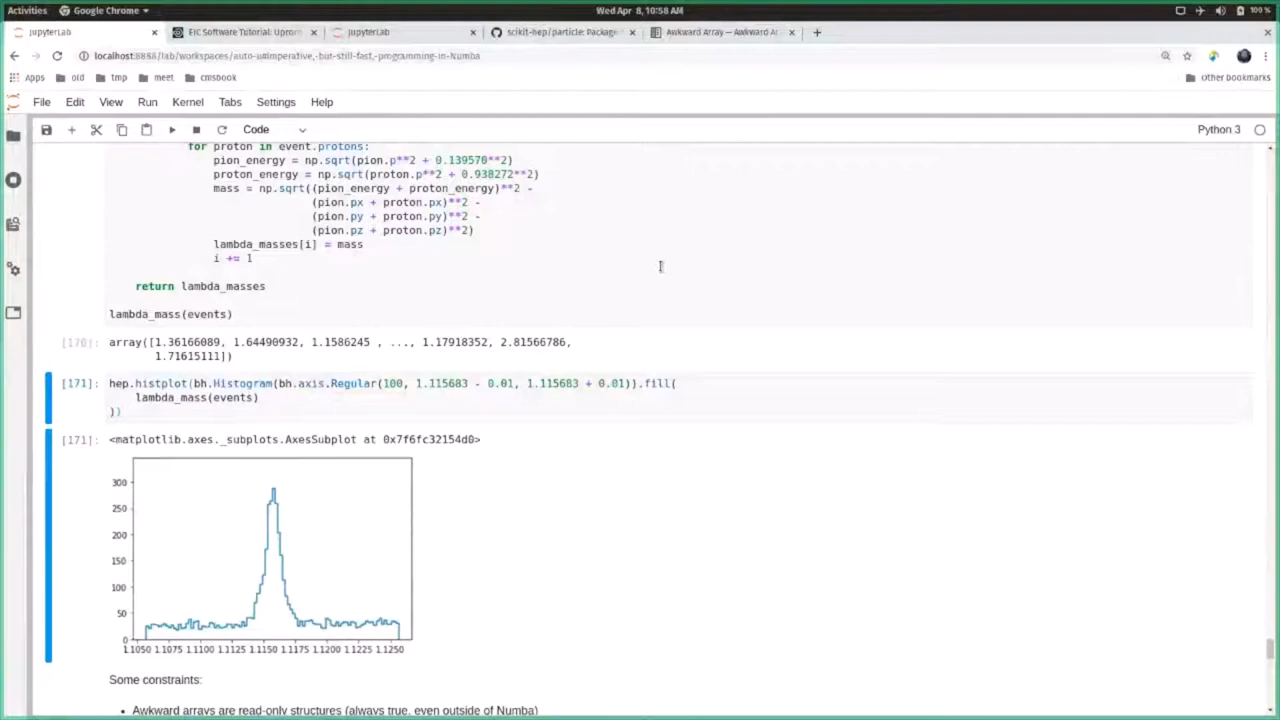 Activities
Google Chrome
Wed Apr 8, 10:58 AM
100 %
JupyterLab
EIC Software Tutorial: Uproo
JupyterLab
scikit-hep/particle: Package
Awkward Array — Awkward Ar
localhost:8888/lab/workspaces/auto-u#Imperative,-but-still-fast,-programming-in-Numba
Apps
old
tmp
meet
cmsbook
Other bookmarks
File Edit View Run Kernel Tabs Settings Help
Code
Python 3
for proton in event.protons:
pion_energy = np.sqrt(pion.p**2 + 0.139570**2)
proton_energy = np.sqrt(proton.p**2 + 0.938272**2)
mass = np.sqrt((pion_energy + proton_energy)**2 -
(pion.px + proton.px)**2 -
(pion.py + proton.py)**2 -
(pion.pz + proton.pz)**2)
lambda_masses[i] = mass
i += 1
return lambda_masses
lambda_mass(events)
[170]: array([1.36166089, 1.64490932, 1.1586245 , ..., 1.17918352, 2.81566786,
1.71615111])
[171]: hep.histplot(bh.Histogram(bh.axis.Regular(100, 1.115683 - 0.01, 1.115683 + 0.01)).fill(
lambda_mass(events)
))
[171]: <matplotlib.axes._subplots.AxesSubplot at 0x7f6fc32154d0>
300
250
200
150
100
50
0
1.1050 1.1075 1.1100 1.1125 1.1150 1.1175 1.1200 1.1225 1.1250
Some constraints:
• Awkward arrays are read-only structures (always true, even outside of Numba)